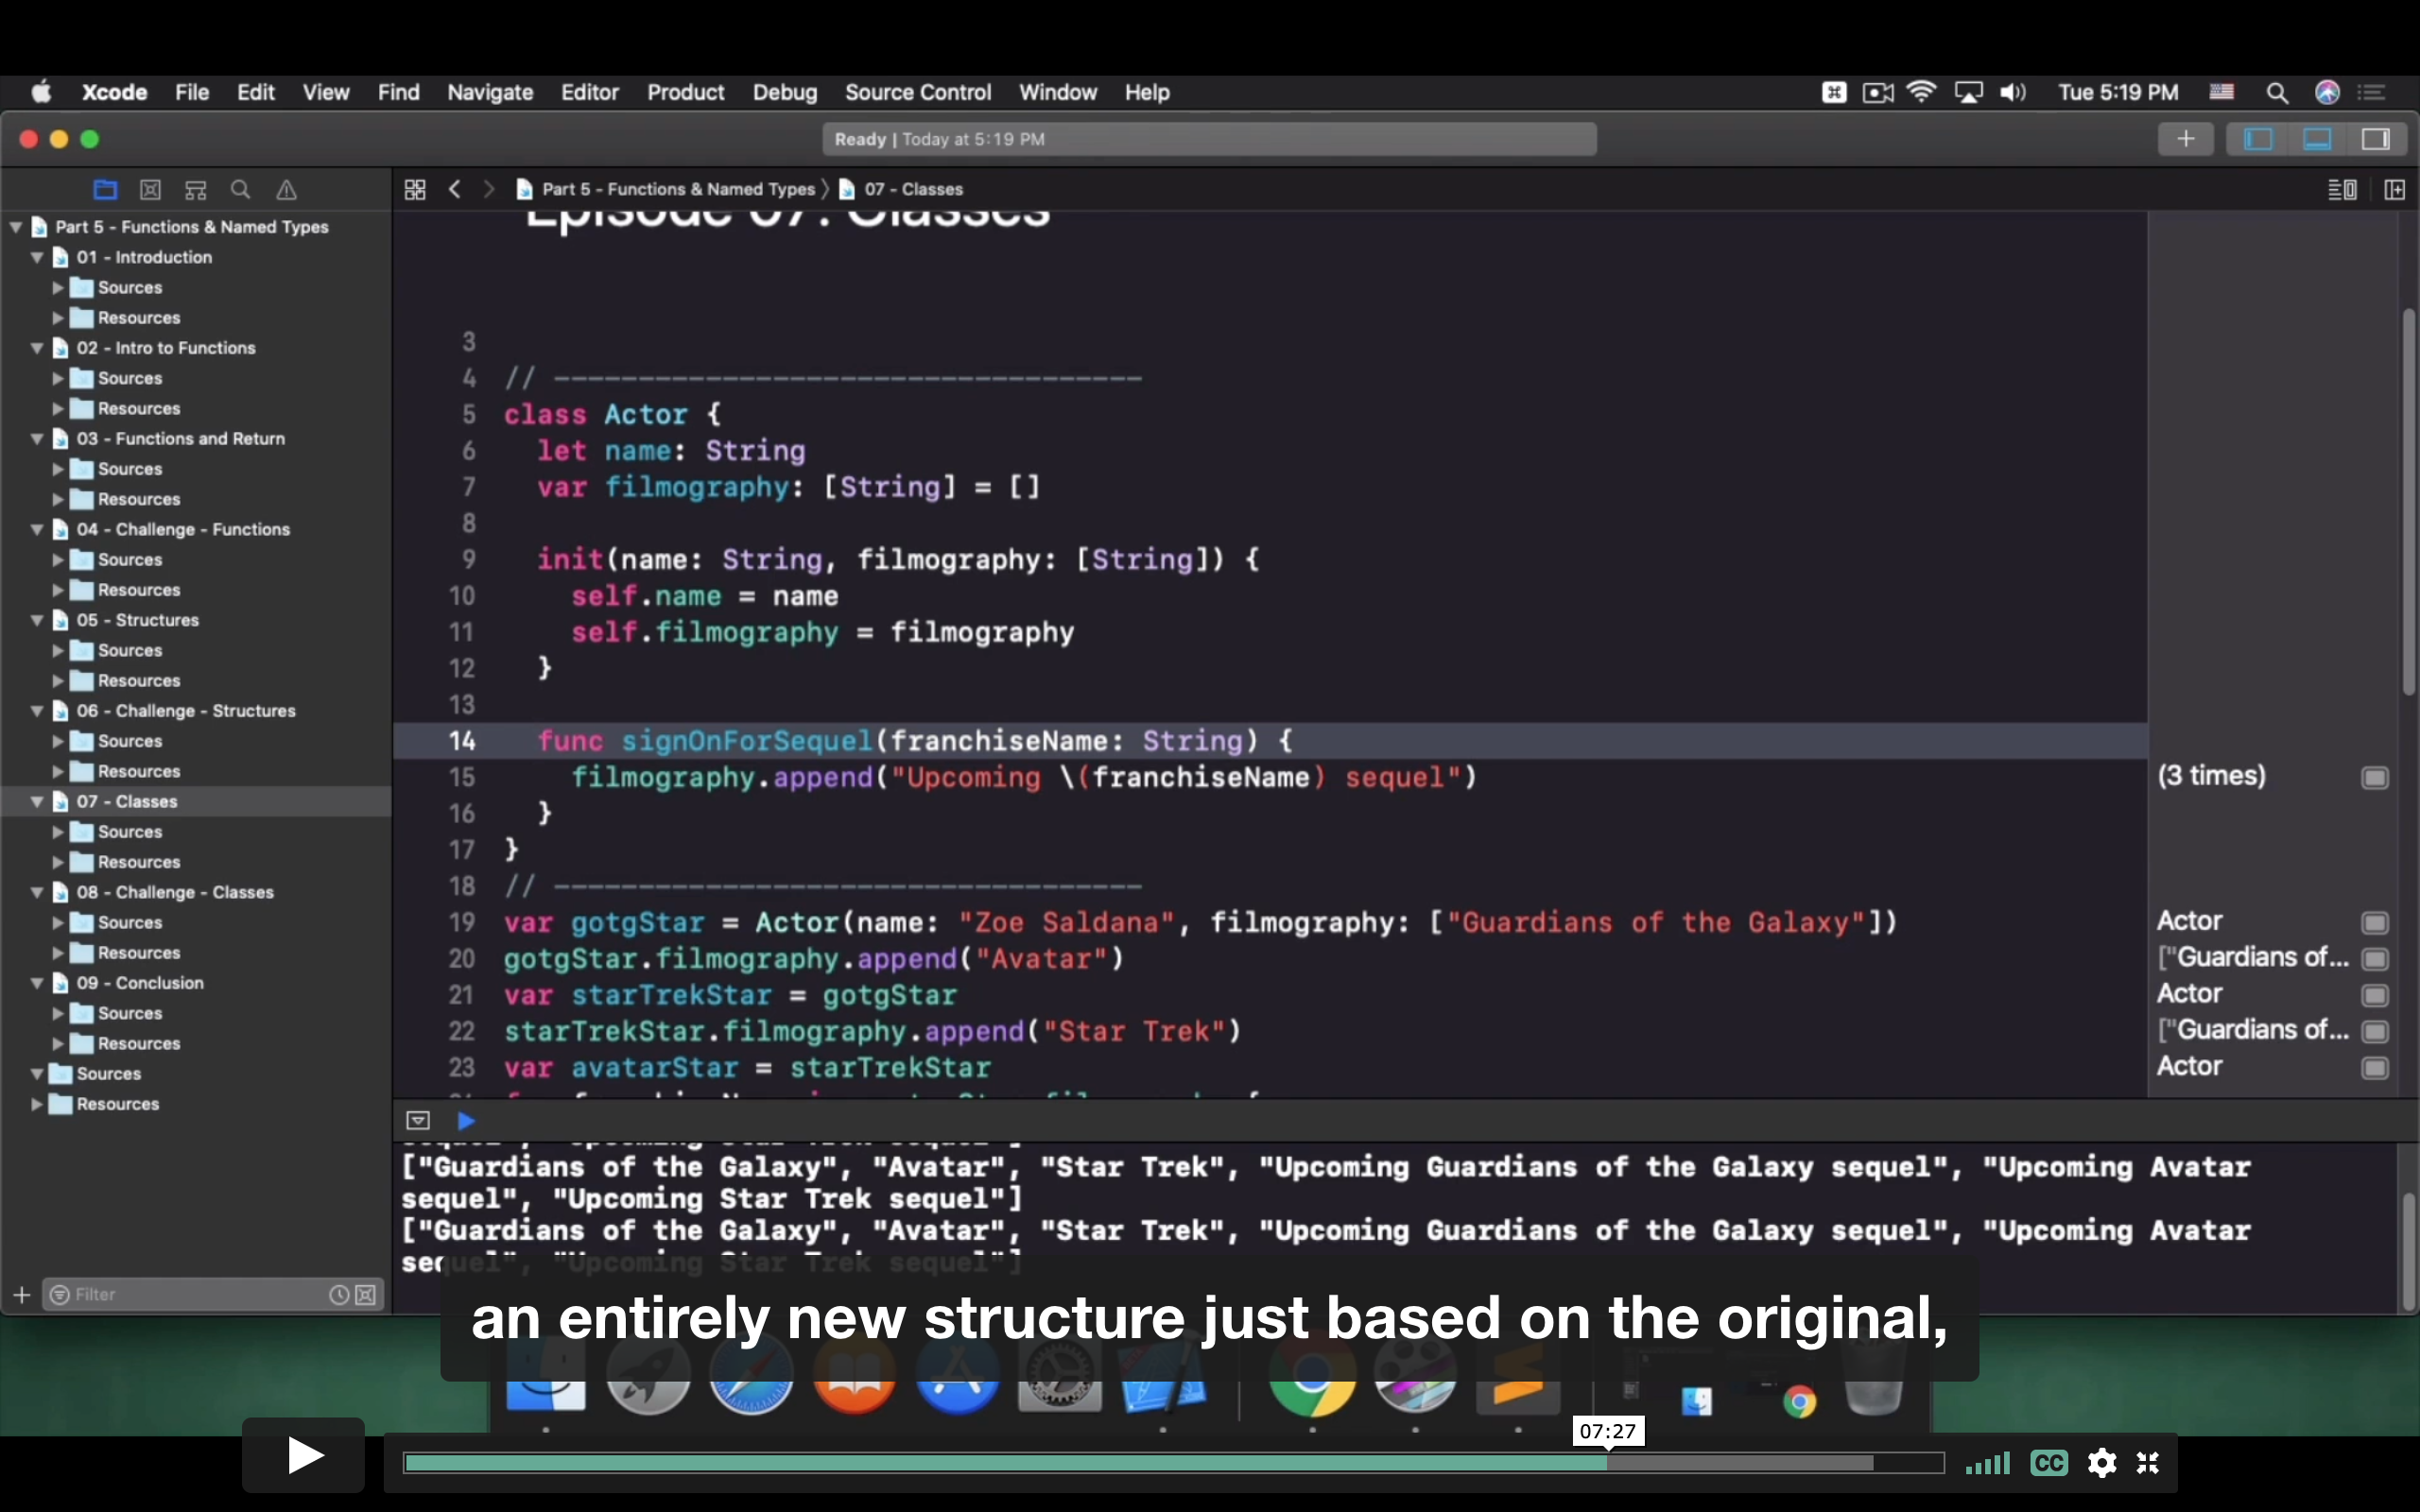 Xcode File Edit View Find Navigate Editor Product Debug Source Control Window Help Tue 5:19 PM
Ready | Today at 5:19 PM
Part 5 - Functions & Named Types 07 - Classes
Part 5 - Functions & Named Types
01 - Introduction
Sources
Resources
02 - Intro to Functions
Sources
Resources
03 - Functions and Return
Sources
Resources
04 - Challenge - Functions
Sources
Resources
05 - Structures
Sources
Resources
06 - Challenge - Structures
Sources
Resources
07 - Classes
Sources
Resources
08 - Challenge - Classes
Sources
Resources
09 - Conclusion
Sources
Resources
Sources
Resources
Filter
Episode 07: Classes
3
4 // -----------------------------------
5 class Actor {
6 let name: String
7 var filmography: [String] = []
8
9 init(name: String, filmography: [String]) {
10 self.name = name
11 self.filmography = filmography
12 }
13
14 func signOnForSequel(franchiseName: String) {
15 filmography.append("Upcoming \(franchiseName) sequel")
16 }
17 }
18 // -----------------------------------
19 var gotgStar = Actor(name: "Zoe Saldana", filmography: ["Guardians of the Galaxy"])
20 gotgStar.filmography.append("Avatar")
21 var starTrekStar = gotgStar
22 starTrekStar.filmography.append("Star Trek")
23 var avatarStar = starTrekStar
(3 times)
Actor
["Guardians of...
Actor
["Guardians of...
Actor
["Guardians of the Galaxy", "Avatar", "Star Trek", "Upcoming Guardians of the Galaxy sequel", "Upcoming Avatar
sequel", "Upcoming Star Trek sequel"]
["Guardians of the Galaxy", "Avatar", "Star Trek", "Upcoming Guardians of the Galaxy sequel", "Upcoming Avatar
sequel", "Upcoming Star Trek sequel"]
an entirely new structure just based on the original,
07:27
CC